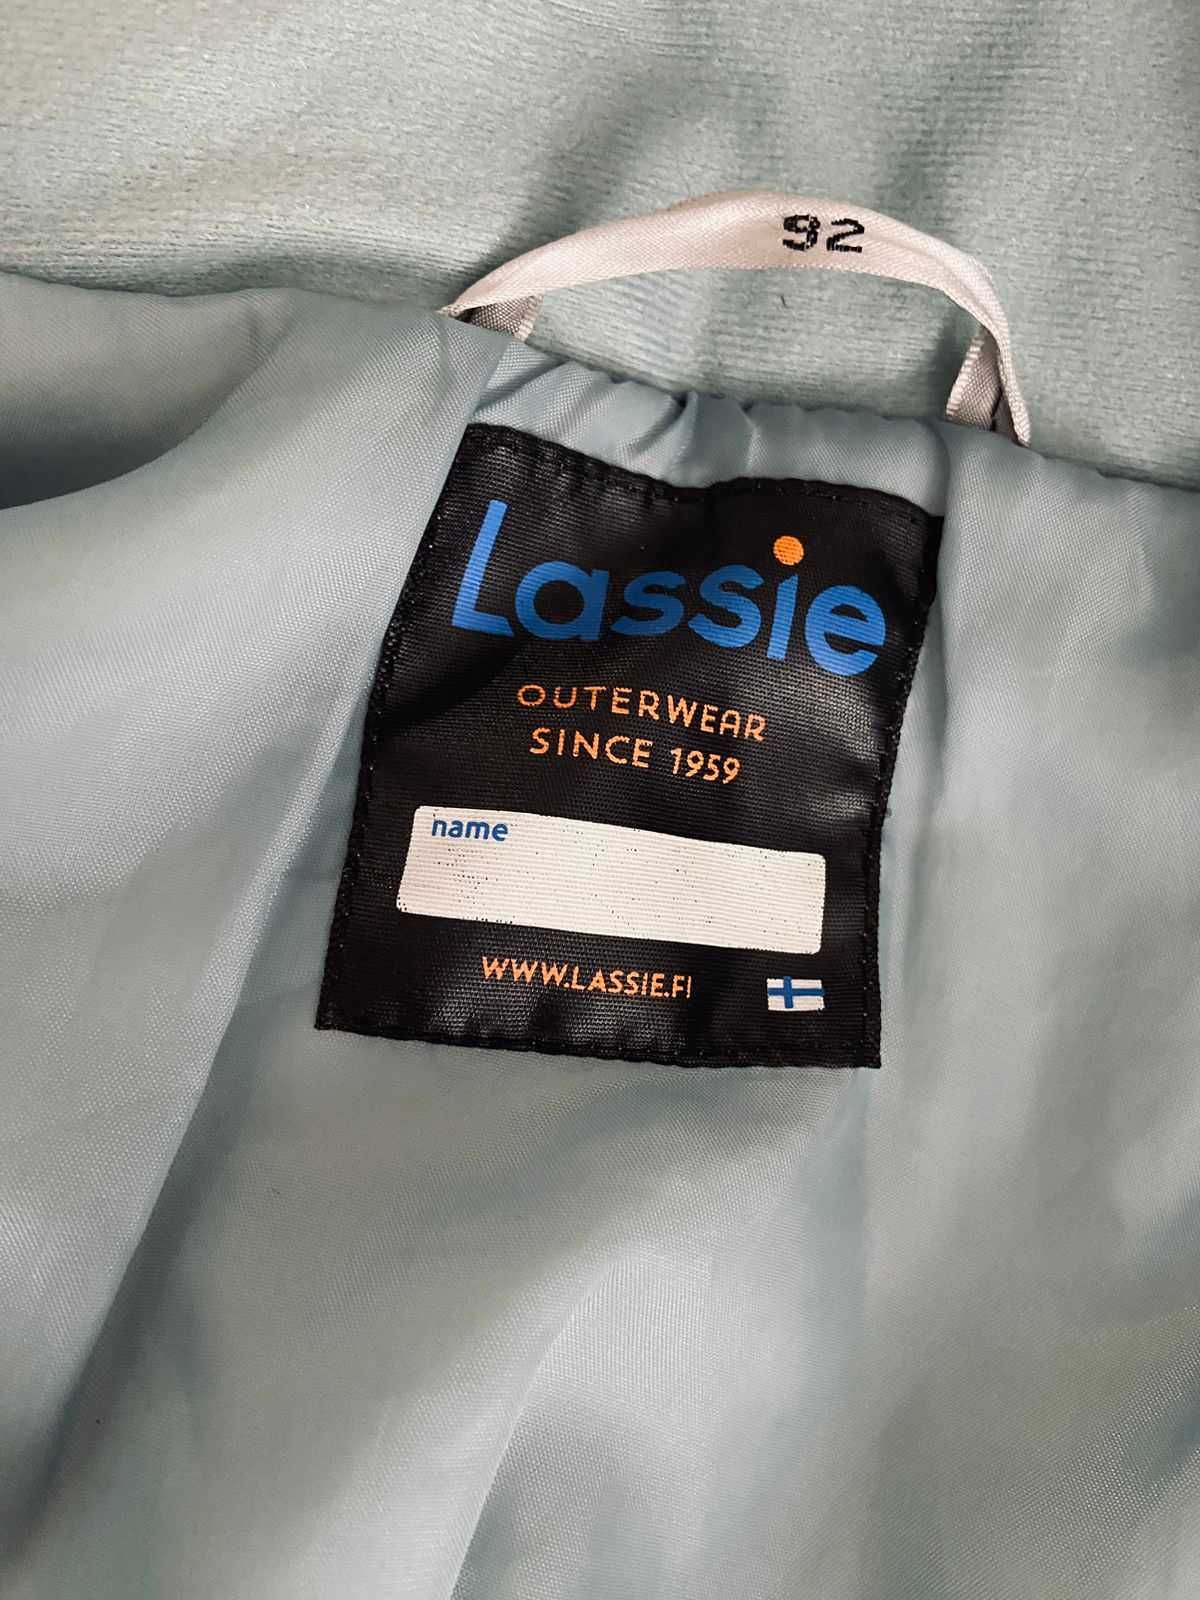 92
Lassie
OUTERWEAR
SINCE 1959
name
WWW.LASSIE.FI